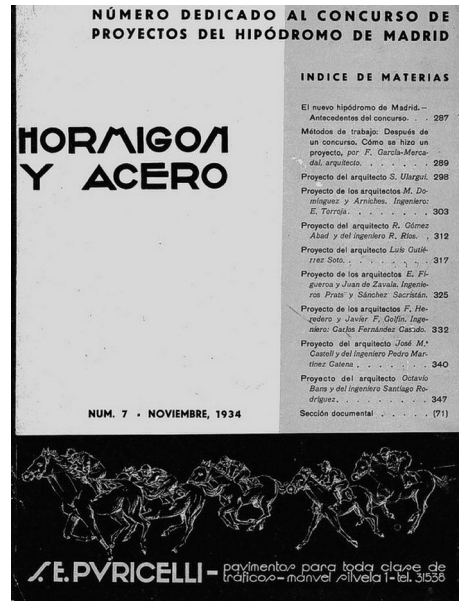 NÚMERO DEDICADO AL CONCURSO DE
PROYECTOS DEL HIPÓDROMO DE MADRID
HORMIGON
Y ACERO
INDICE DE MATERIAS
El nuevo hipódromo de Madrid.—
Antecedentes del concurso. . . 287
Métodos de trabajo: Después de
un concurso. Cómo se hizo un
proyecto, por F. García-Merca-
dal, arquitecto. . . . . . . 289
Proyecto del arquitecto S. Ulargui. 298
Proyecto de los arquitectos M. Do-
mínguez y Arniches. Ingeniero:
E. Torroja. . . . . . . . 303
Proyecto del arquitecto R. Gómez
Abad y del ingeniero R. Ríos. . 312
Proyecto del arquitecto Luis Gutié-
rrez Soto. . . . . . . . 317
Proyecto de los arquitectos E. Fi-
gueroa y Juan de Zavala. Ingenie-
ros Prats y Sánchez Sacristán. 325
Proyecto de los arquitectos F. He-
redero y Javier F. Golfín. Inge-
niero: Carlos Fernández Casado. 332
Proyecto del arquitecto José M.ª
Castell y del ingeniero Pedro Mar-
tínez Catena . . . . . . . 340
Proyecto del arquitecto Octavio
Bans y del ingeniero Santiago Ro-
dríguez. . . . . . . . . 347
Sección documental . . . . . (71)
NUM. 7 - NOVIEMBRE, 1934
S. E. PVRICELLI - pavimentos para toda clase de
tráficos - manvel silvela 1 - tel. 31538